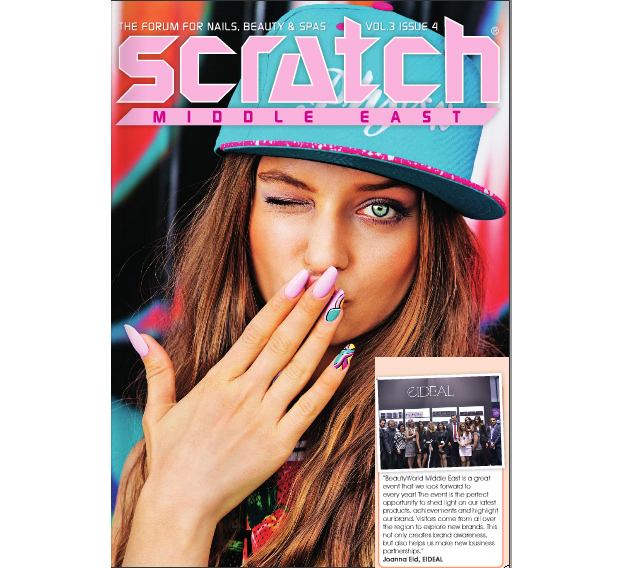 THE FORUM FOR NAILS, BEAUTY & SPAS VOL.3 ISSUE 4
scratch®
MIDDLE EAST
EIDEAL
"BeautyWorld Middle East is a great
event that we look forward to
every year! The event is the perfect
opportunity to shed light on our latest
products, achievements and highlight
our brand. Visitors come from all over
the region to explore new brands. This
not only creates brand awareness,
but also helps us make new business
partnerships."
Joanna Eid, EIDEAL